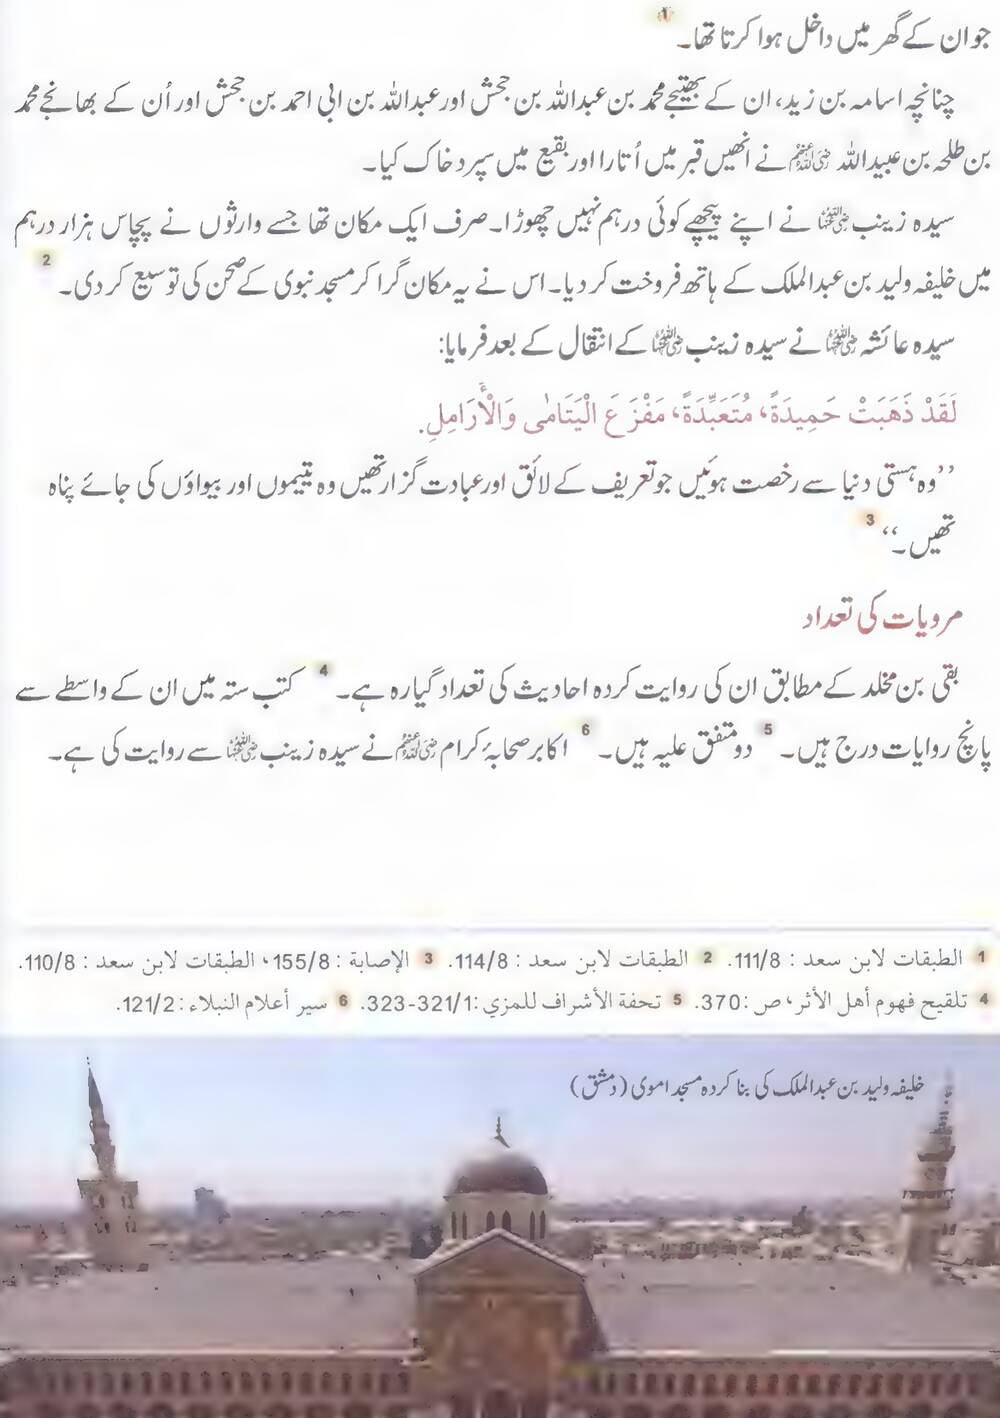 جو ان کے گھر میں داخل ہوا کرتا تھا۔ 1
چنانچہ اسامہ بن زید، ان کے بھتیجے محمد بن عبداللہ بن جحش اور عبداللہ بن ابی احمد بن جحش اور اُن کے بھانجے محمد
بن طلحہ بن عبیداللہ رضی اللہ عنہم نے انھیں قبر میں اُتارا اور بقیع میں سپرد خاک کیا۔
سیدہ زینب رضی اللہ عنہا نے اپنے پیچھے کوئی درہم نہیں چھوڑا۔ صرف ایک مکان تھا جسے وارثوں نے پچاس ہزار درہم
میں خلیفہ ولید بن عبدالملک کے ہاتھ فروخت کر دیا۔ اس نے یہ مکان گرا کر مسجد نبوی کے صحن کی توسیع کر دی۔ 2
سیدہ عائشہ رضی اللہ عنہا نے سیدہ زینب رضی اللہ عنہا کے انتقال کے بعد فرمایا:
لَقَدْ ذَهَبَتْ حَمِيدَةً، مُتَعَبِّدَةً، مَفْزَعَ الْيَتَامٰى وَالْأَرَامِلِ.
’’وہ ہستی دنیا سے رخصت ہوئیں جو تعریف کے لائق اور عبادت گزار تھیں وہ یتیموں اور بیواؤں کی جائے پناہ
تھیں۔‘‘ 3
مرویات کی تعداد
بقی بن مخلد کے مطابق ان کی روایت کردہ احادیث کی تعداد گیارہ ہے۔ 4 کتب ستہ میں ان کے واسطے سے
پانچ روایات درج ہیں۔ 5 دو متفق علیہ ہیں۔ 6 اکابر صحابۂ کرام رضی اللہ عنہم نے سیدہ زینب رضی اللہ عنہا سے روایت کی ہے۔
1 الطبقات لابن سعد : 111/8. 2 الطبقات لابن سعد : 114/8. 3 الإصابة : 155/8، الطبقات لابن سعد : 110/8.
4 تلقيح فهوم أهل الأثر، ص : 370. 5 تحفة الأشراف للمزي : 321/1-323. 6 سير أعلام النبلاء : 121/2.
خلیفہ ولید بن عبدالملک کی بنا کردہ مسجد اموی (دمشق)